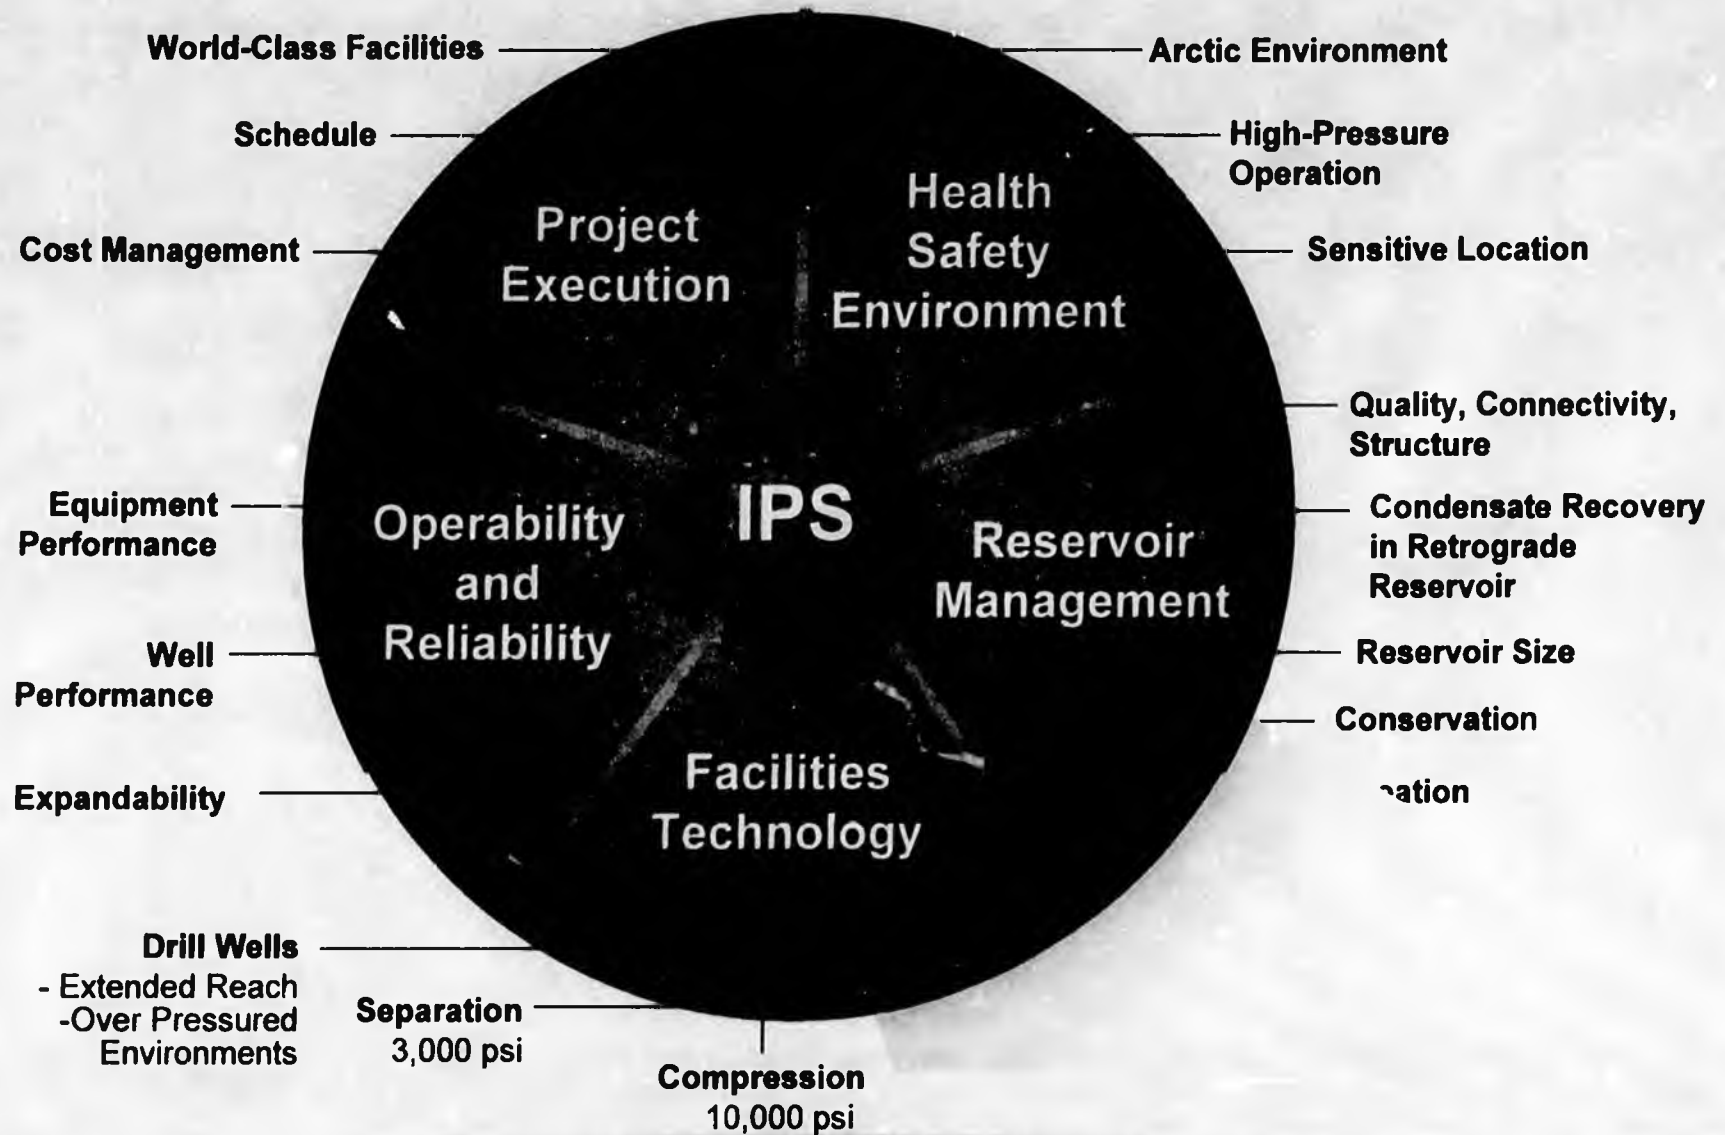 World-Class Facilities
Schedule
Cost Management
Equipment
Performance
Well
Performance
Expandability
Drill Wells
- Extended Reach
-Over Pressured
Environments
Separation
3,000 psi
Compression
10,000 psi
Arctic Environment
High-Pressure
Operation
Sensitive Location
Quality, Connectivity,
Structure
Condensate Recovery
in Retrograde
Reservoir
Reservoir Size
Conservation
Project
Execution
Health
Safety
Environment
Operability
and
Reliability
IPS
Reservoir
Management
Facilities
Technology